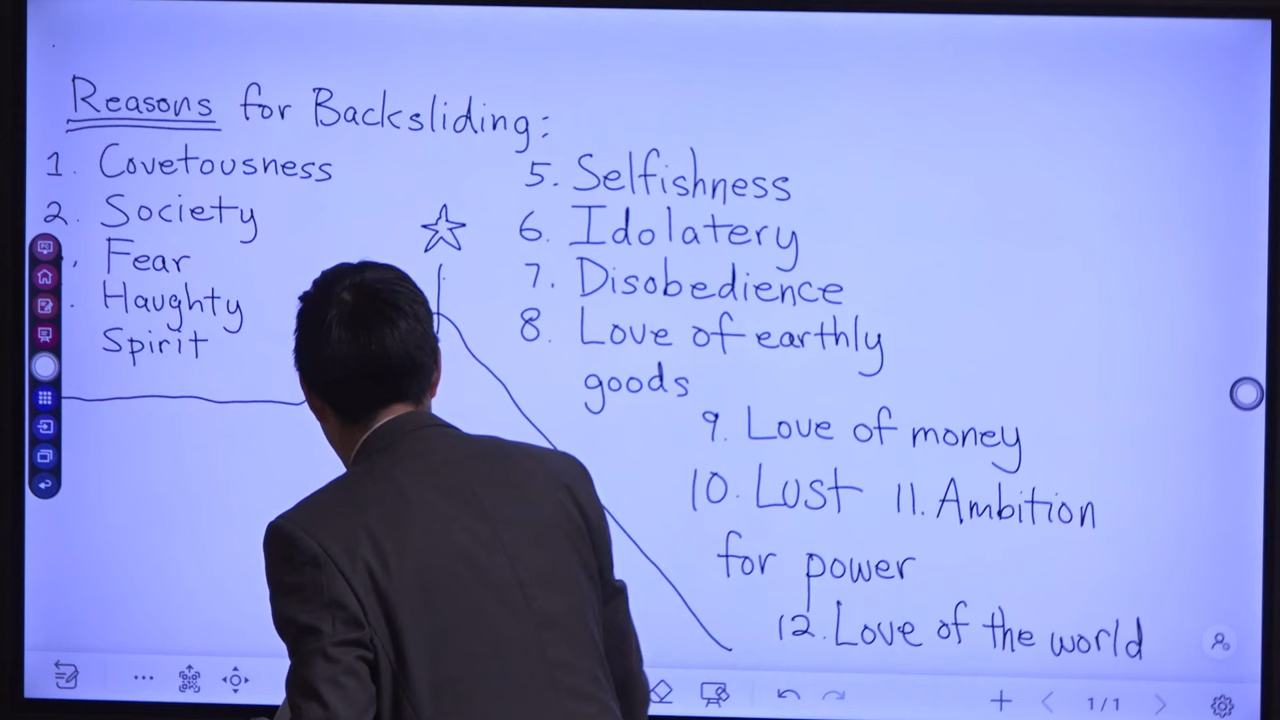 Reasons for Backsliding:
1. Covetousness
2. Society
. Fear
. Haughty
Spirit
5. Selfishness
6. Idolatery
7. Disobedience
8. Love of earthly
goods
9. Love of money
10. Lust 11. Ambition
for power
12. Love of the world
1/1